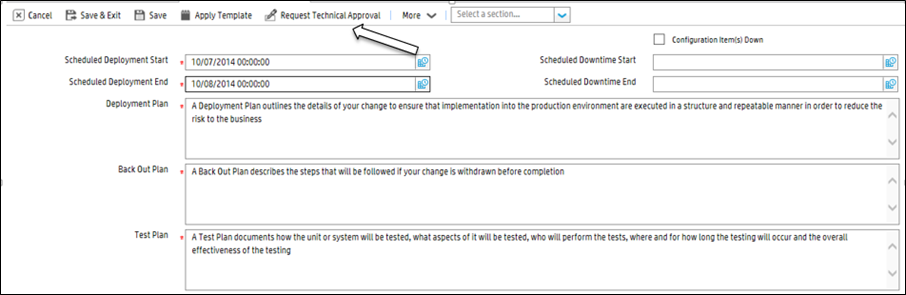 Cancel Save & Exit Save Apply Template Request Technical Approval More Select a section...
Configuration Item(s) Down
Scheduled Deployment Start * 10/07/2014 00:00:00 Scheduled Downtime Start
Scheduled Deployment End * 10/08/2014 00:00:00 Scheduled Downtime End
Deployment Plan * A Deployment Plan outlines the details of your change to ensure that implementation into the production environment are executed in a structure and repeatable manner in order to reduce the
risk to the business
Back Out Plan * A Back Out Plan describes the steps that will be followed if your change is withdrawn before completion
Test Plan * A Test Plan documents how the unit or system will be tested, what aspects of it will be tested, who will perform the tests, where and for how long the testing will occur and the overall
effectiveness of the testing